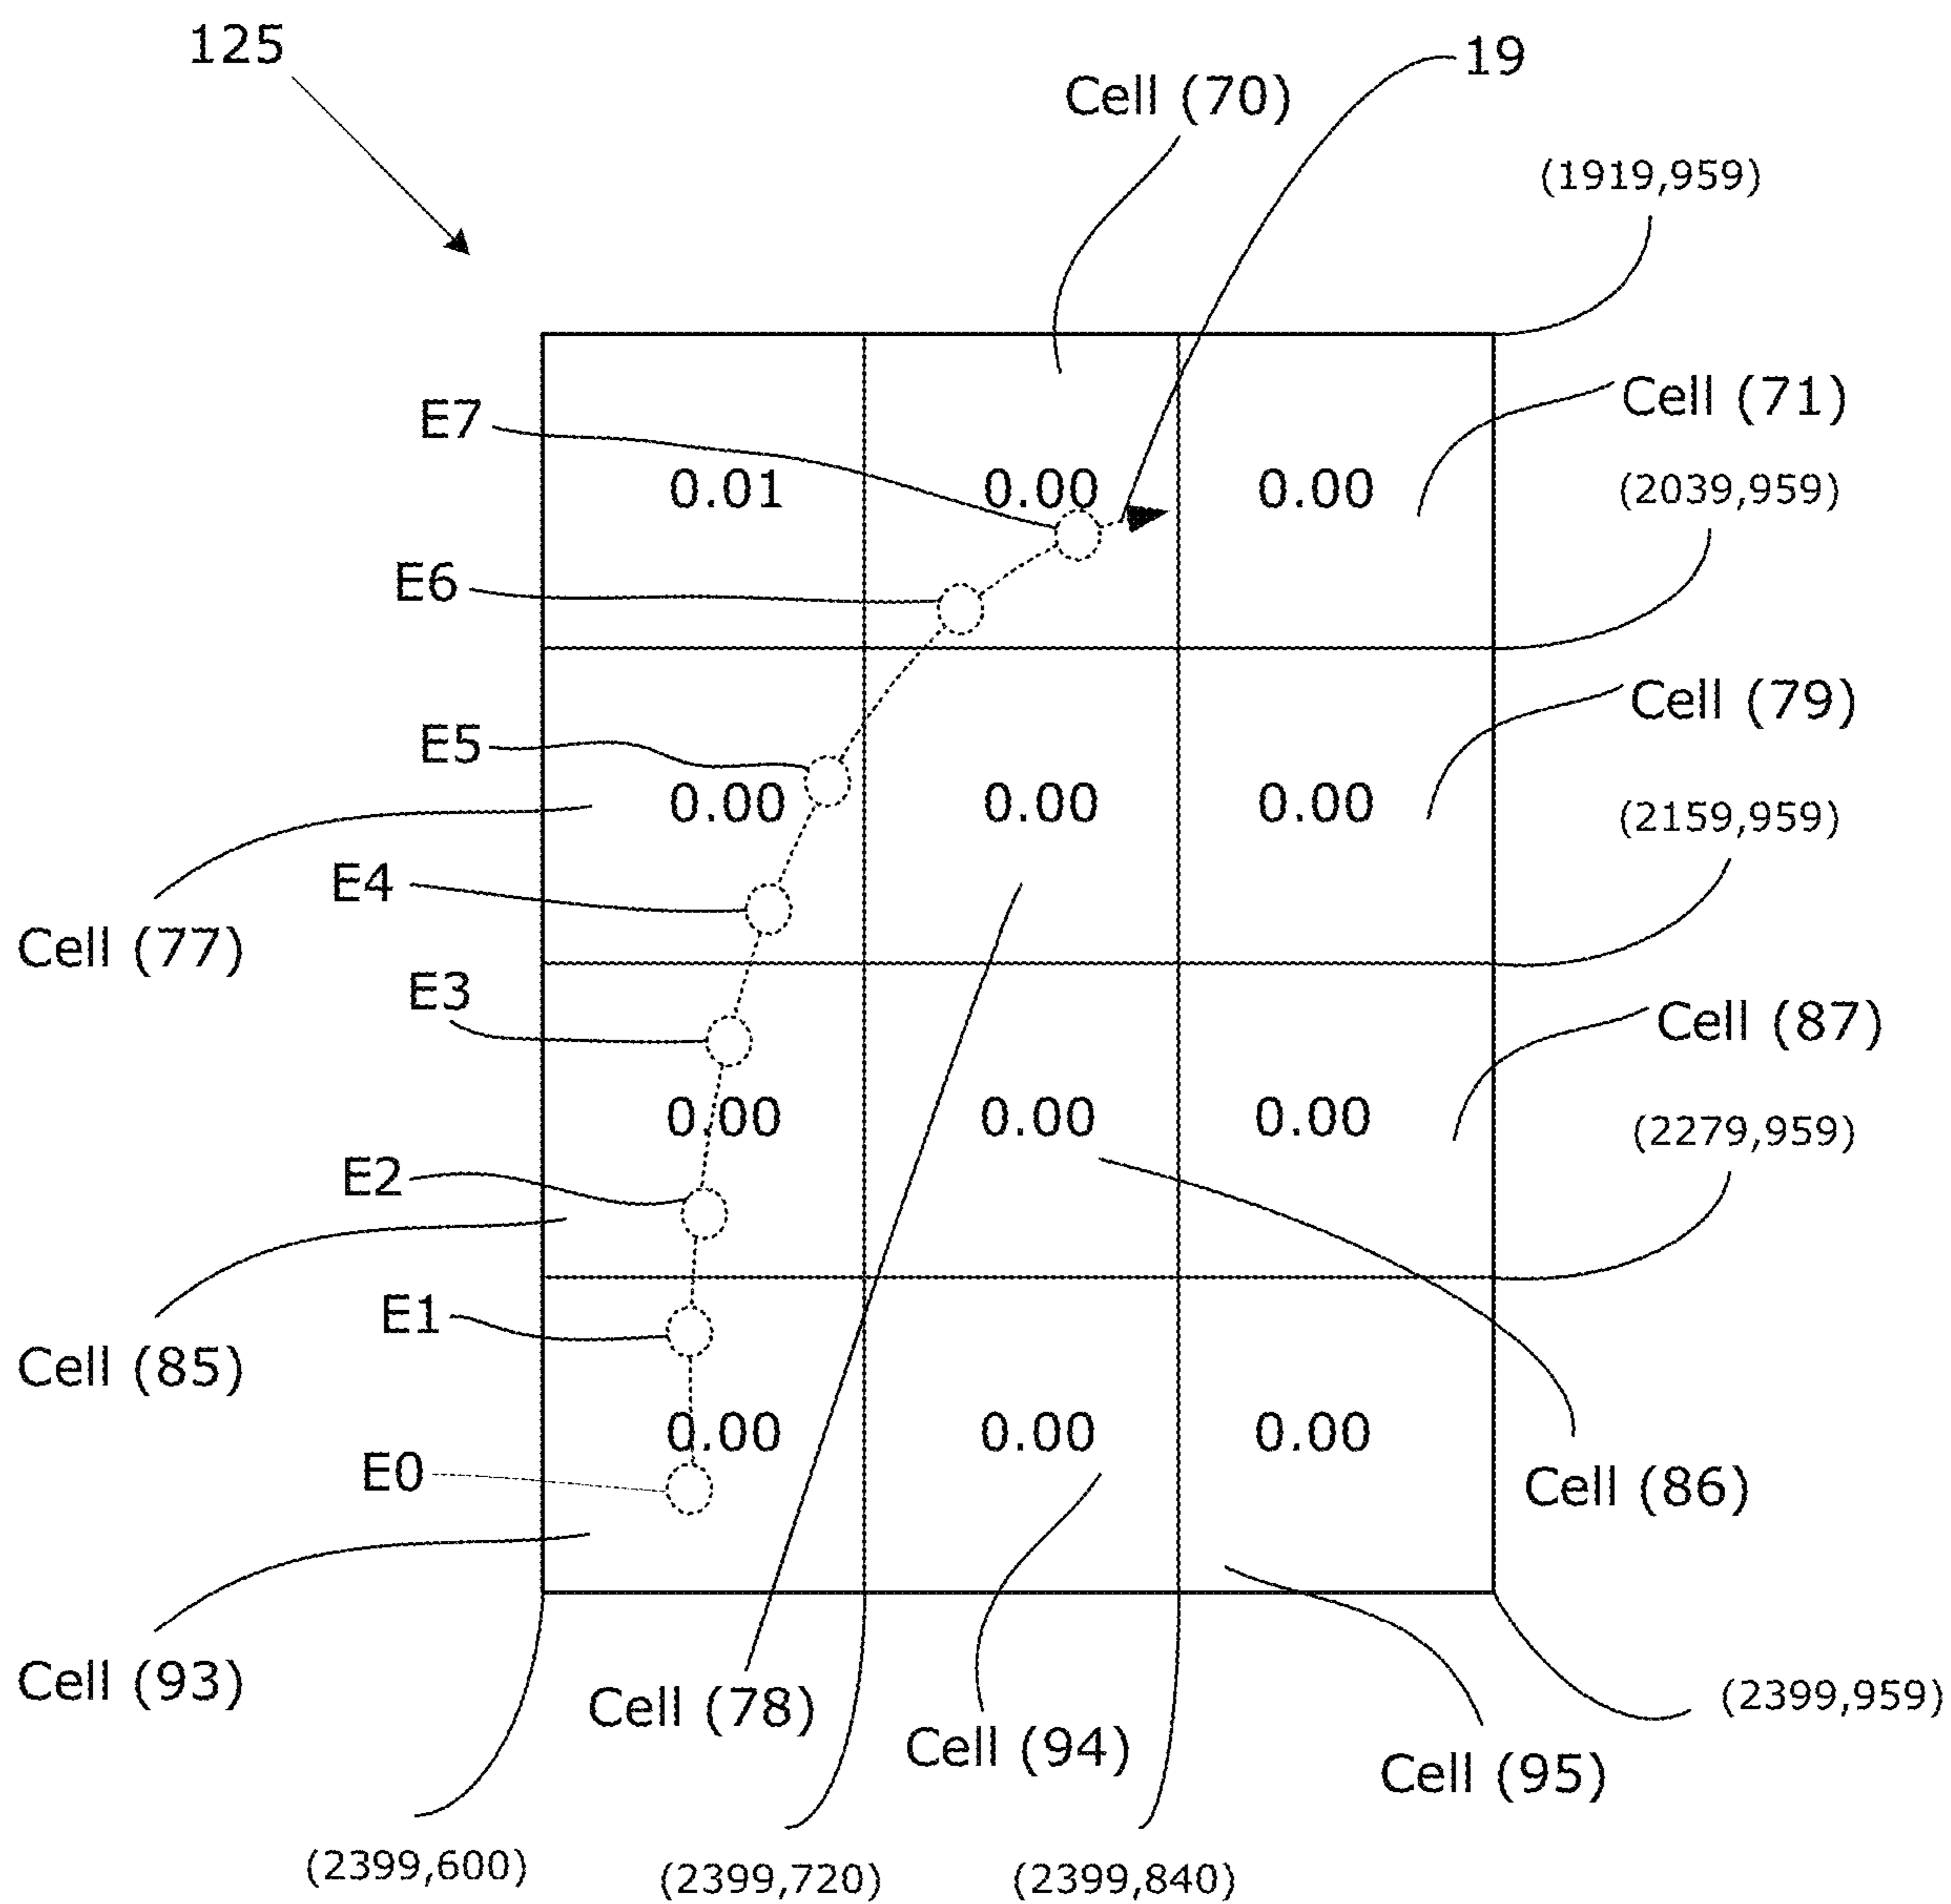 125
19
Cell (70)
(1919,959)
E7
Cell (71)
0.01 0.00 0.00
(2039,959)
E6
Cell (79)
E5
0.00 0.00 0.00
(2159,959)
E4
Cell (77)
E3
Cell (87)
0.00 0.00 0.00
(2279,959)
E2
E1
Cell (85)
0.00 0.00 0.00
E0
Cell (86)
Cell (93)
Cell (78)
(2399,959)
Cell (94)
Cell (95)
(2399,600)
(2399,720)
(2399,840)